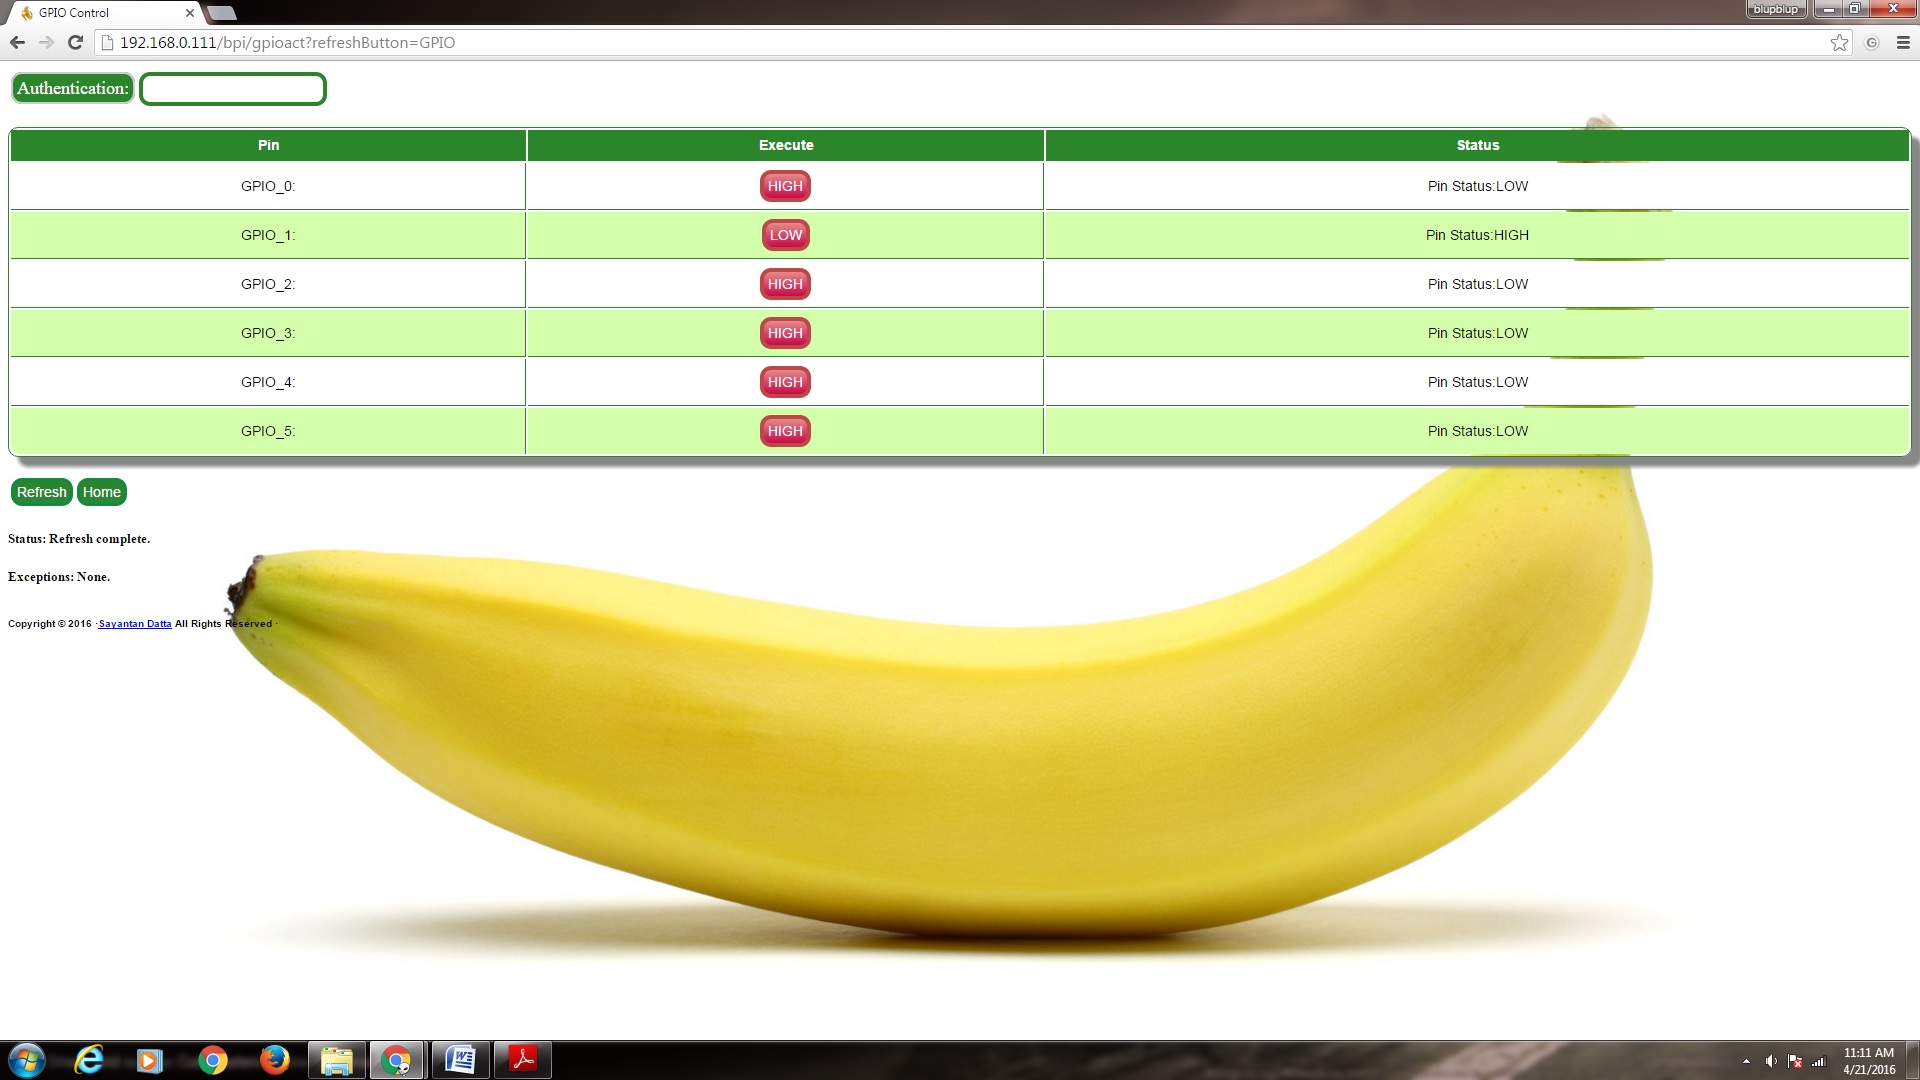 GPIO Control
blupblup
192.168.0.111/bpi/gpioact?refreshButton=GPIO
Authentication:
Pin Execute Status
GPIO_0: HIGH Pin Status:LOW
GPIO_1: LOW Pin Status:HIGH
GPIO_2: HIGH Pin Status:LOW
GPIO_3: HIGH Pin Status:LOW
GPIO_4: HIGH Pin Status:LOW
GPIO_5: HIGH Pin Status:LOW
Refresh Home
Status: Refresh complete.
Exceptions: None.
Copyright © 2016 ·Sayantan Datta All Rights Reserved ·
11:11 AM
4/21/2016